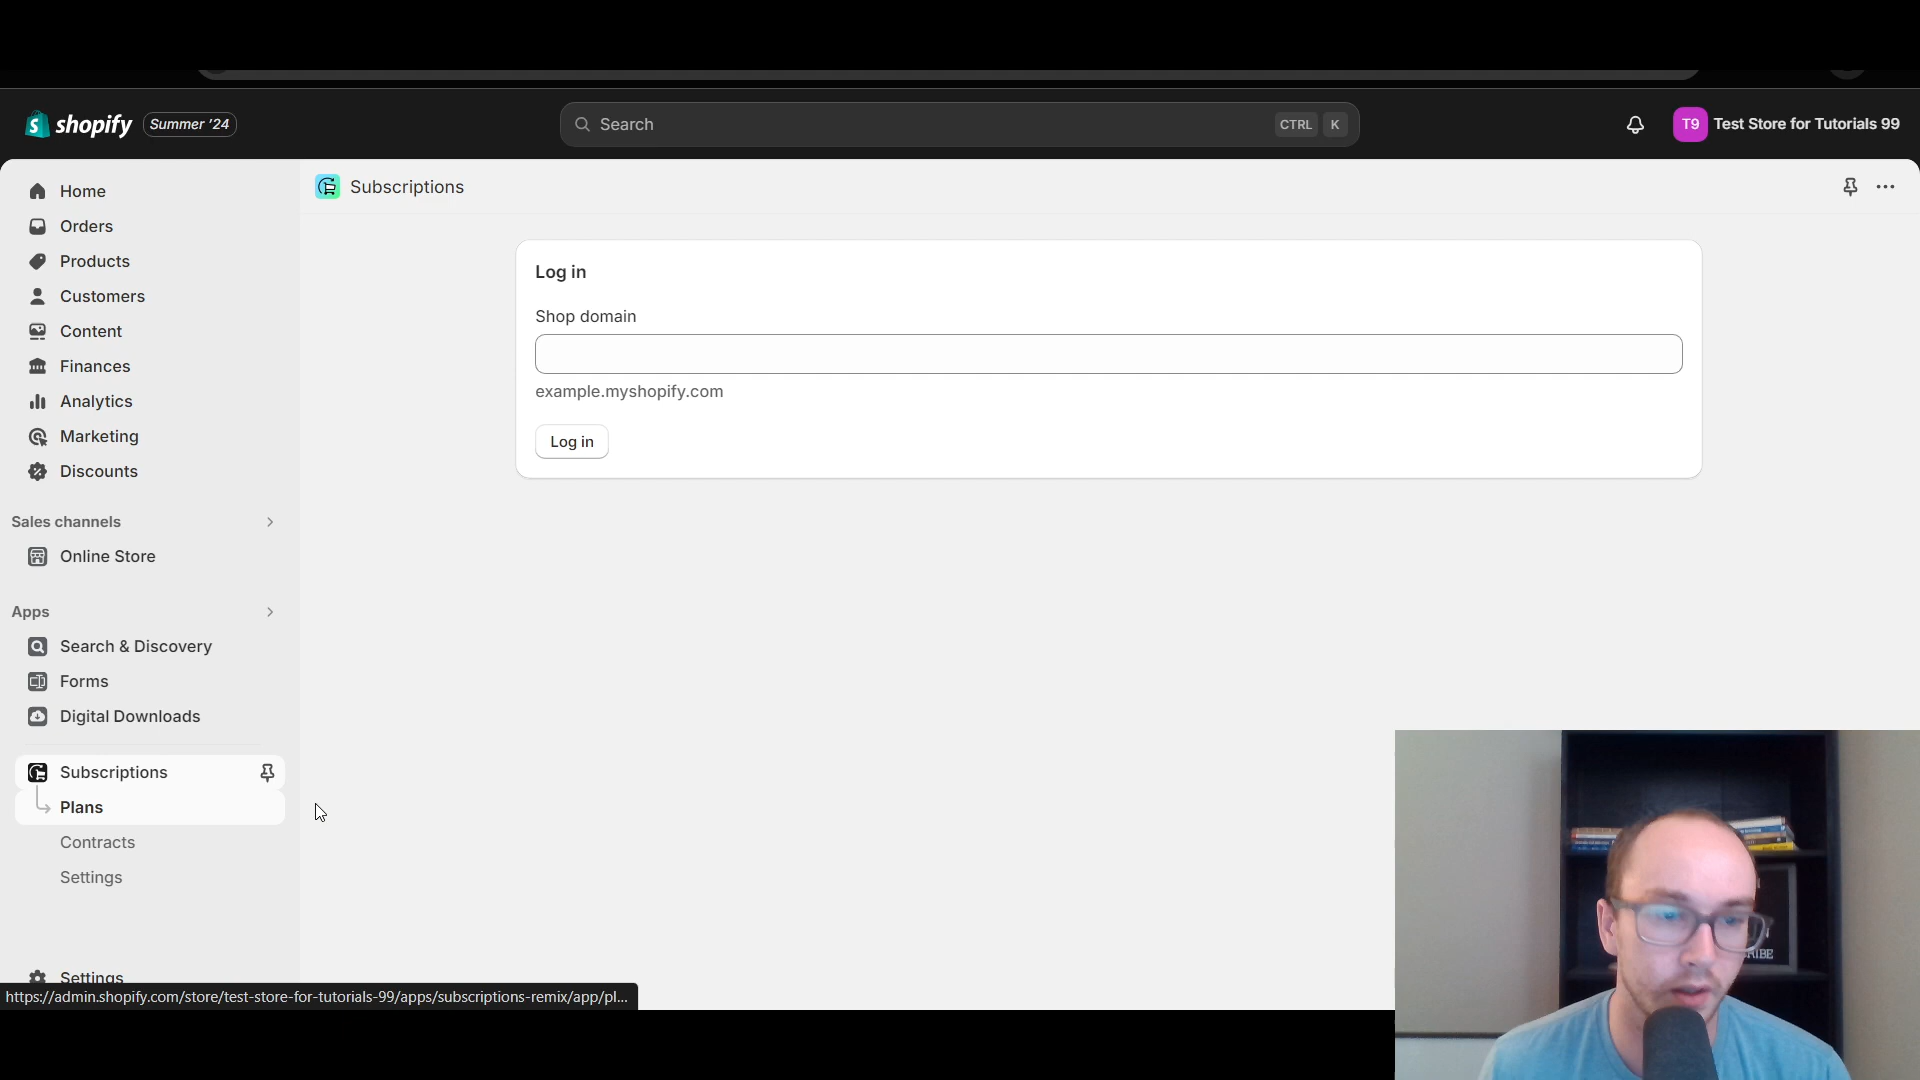 shopify Summer '24
Search CTRL K
T9 Test Store for Tutorials 99
Home
Orders
Products
Customers
Content
Finances
Analytics
Marketing
Discounts
Sales channels
Online Store
Apps
Search & Discovery
Forms
Digital Downloads
Subscriptions
Plans
Contracts
Settings
Settings
https://admin.shopify.com/store/test-store-for-tutorials-99/apps/subscriptions-remix/app/pl...
Subscriptions
Log in
Shop domain
example.myshopify.com
Log in